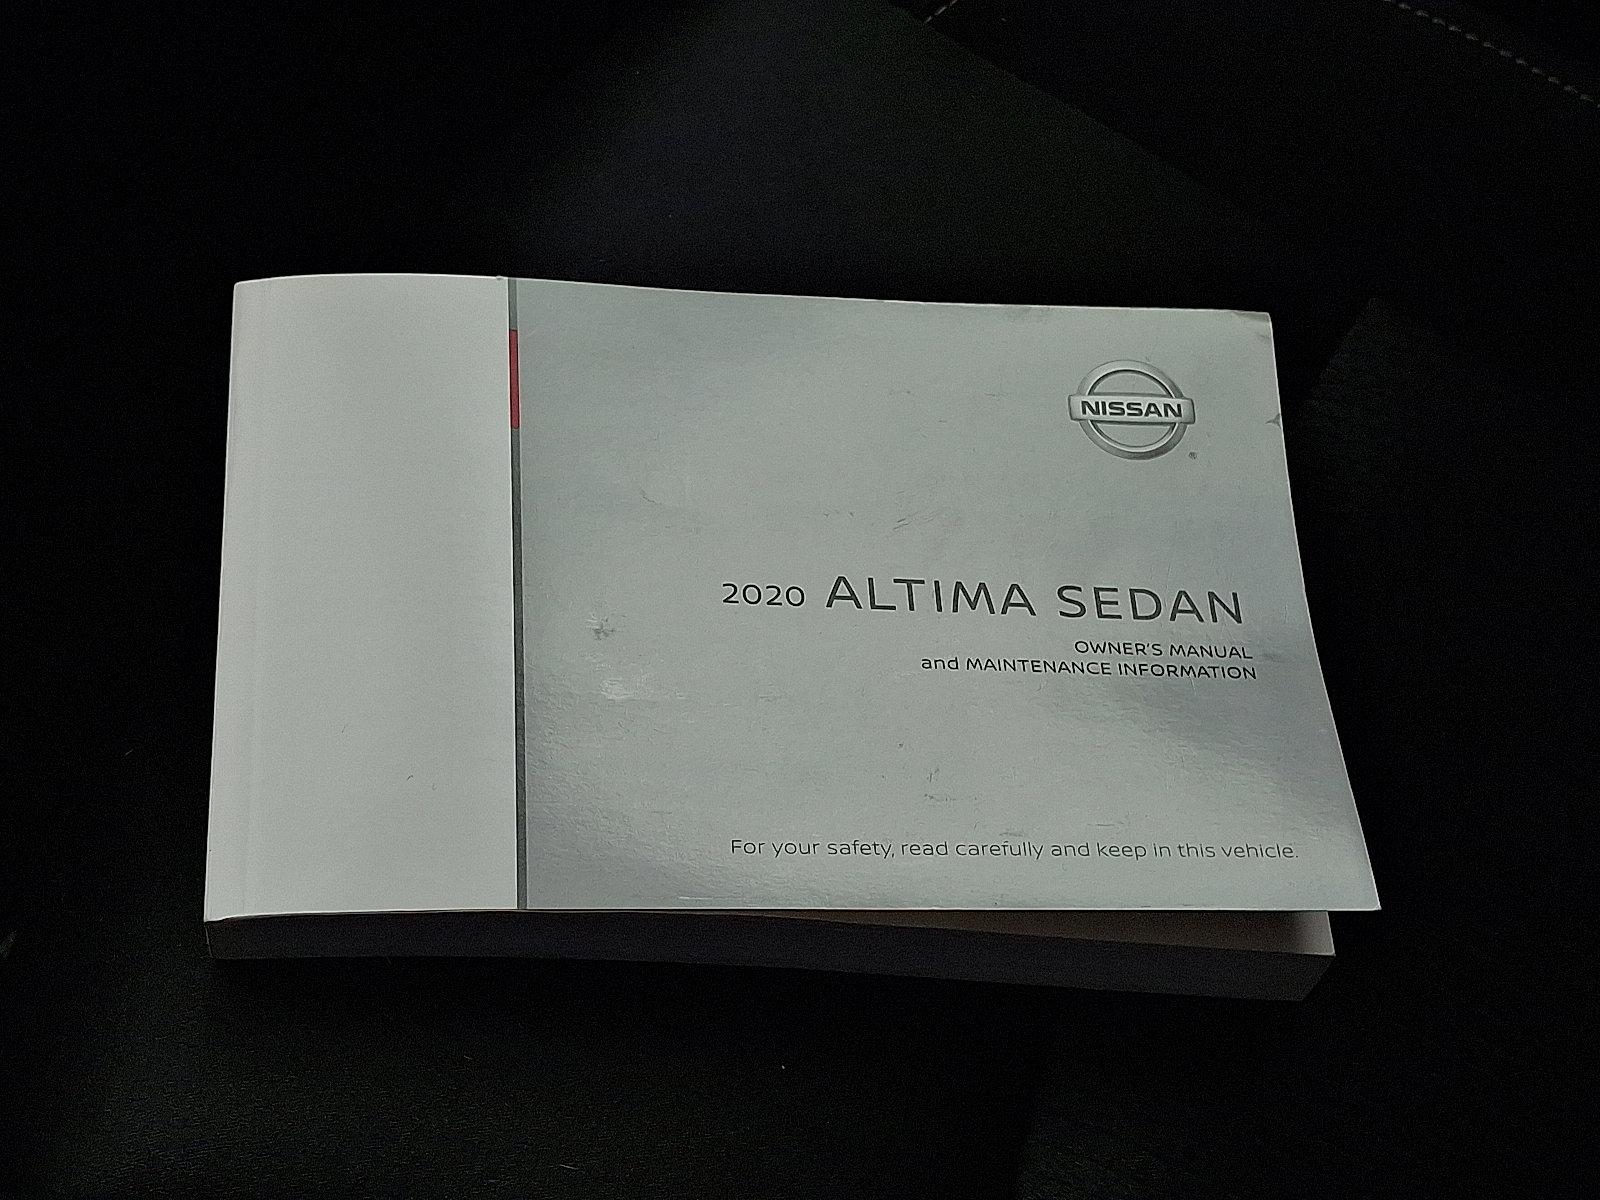 NISSAN
®
2020 ALTIMA SEDAN
OWNER'S MANUAL
and MAINTENANCE INFORMATION
For your safety, read carefully and keep in this vehicle.